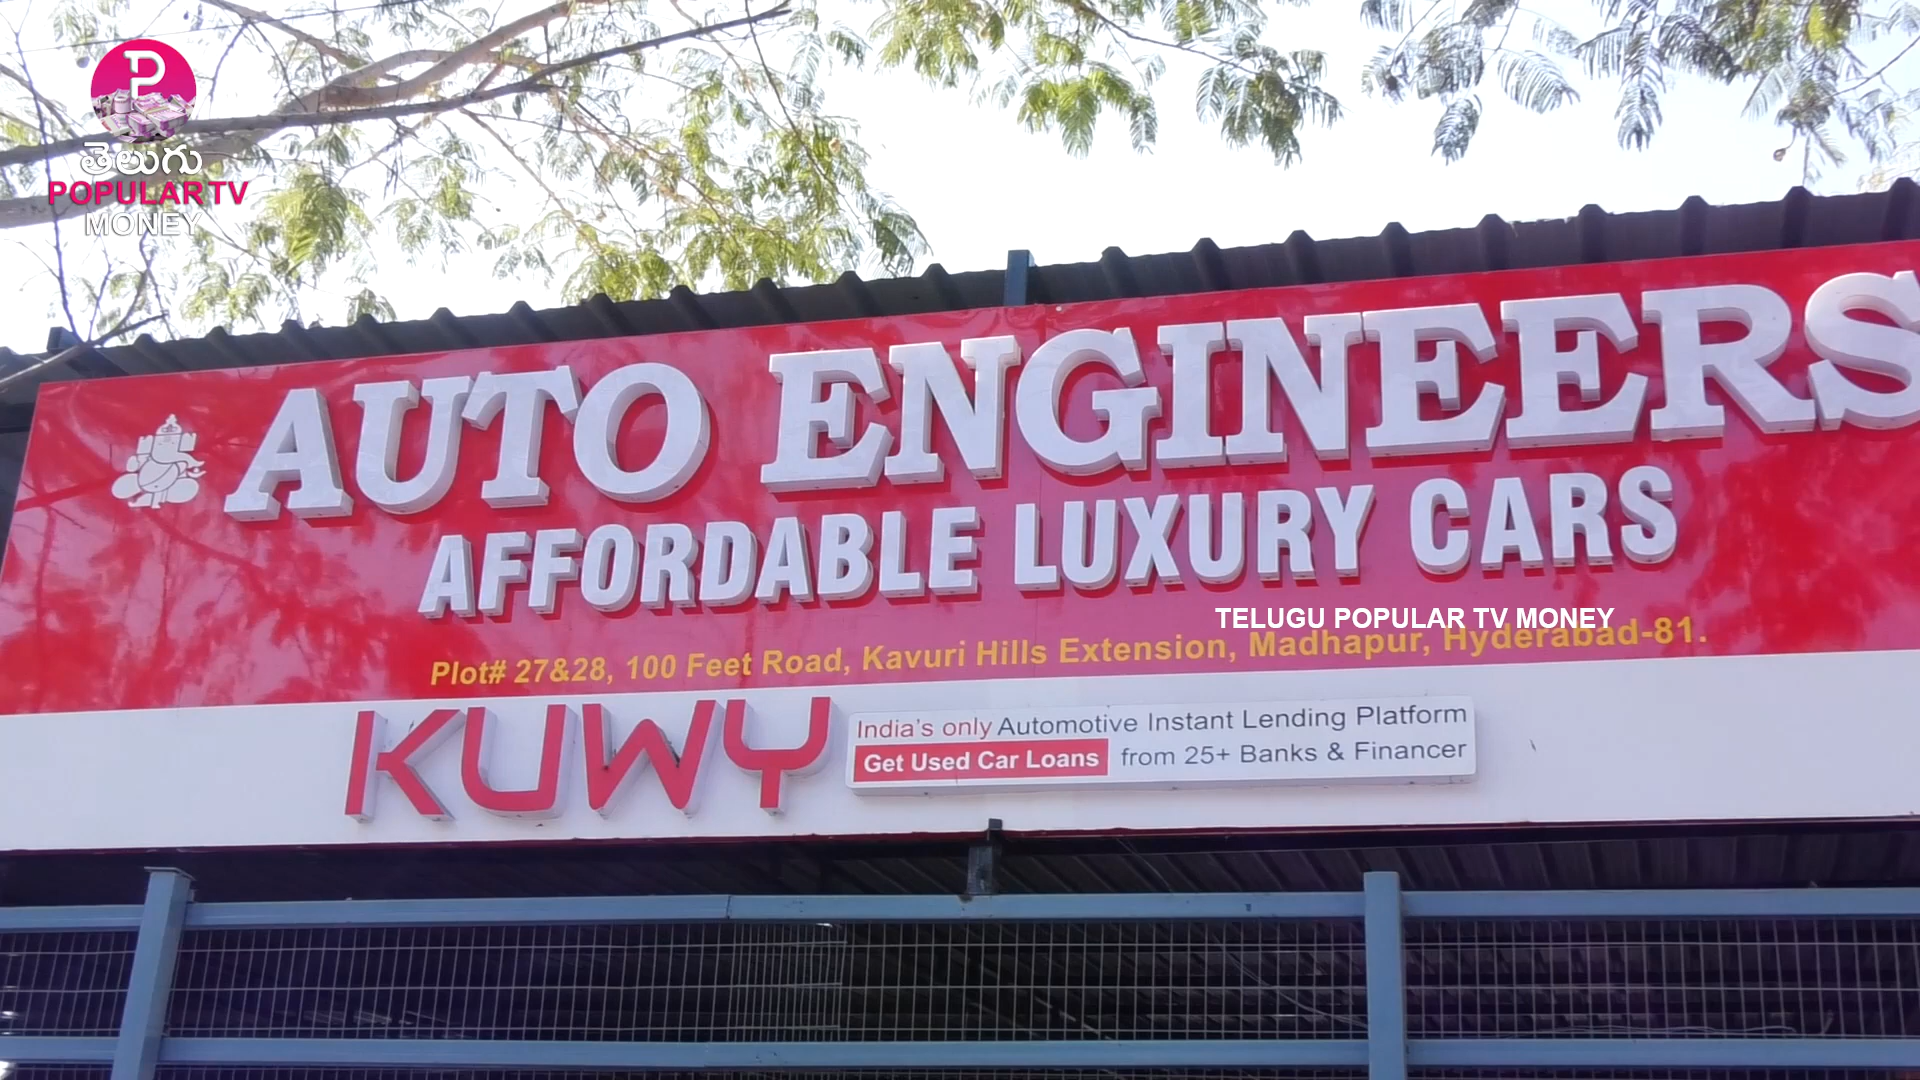 P
తెలుగు
POPULAR TV
MONEY
AUTO ENGINEERS
AFFORDABLE LUXURY CARS
TELUGU POPULAR TV MONEY
Plot# 27&28, 100 Feet Road, Kavuri Hills Extension, Madhapur, Hyderabad-81.
KUWY
India's only Automotive Instant Lending Platform
Get Used Car Loans from 25+ Banks & Financer